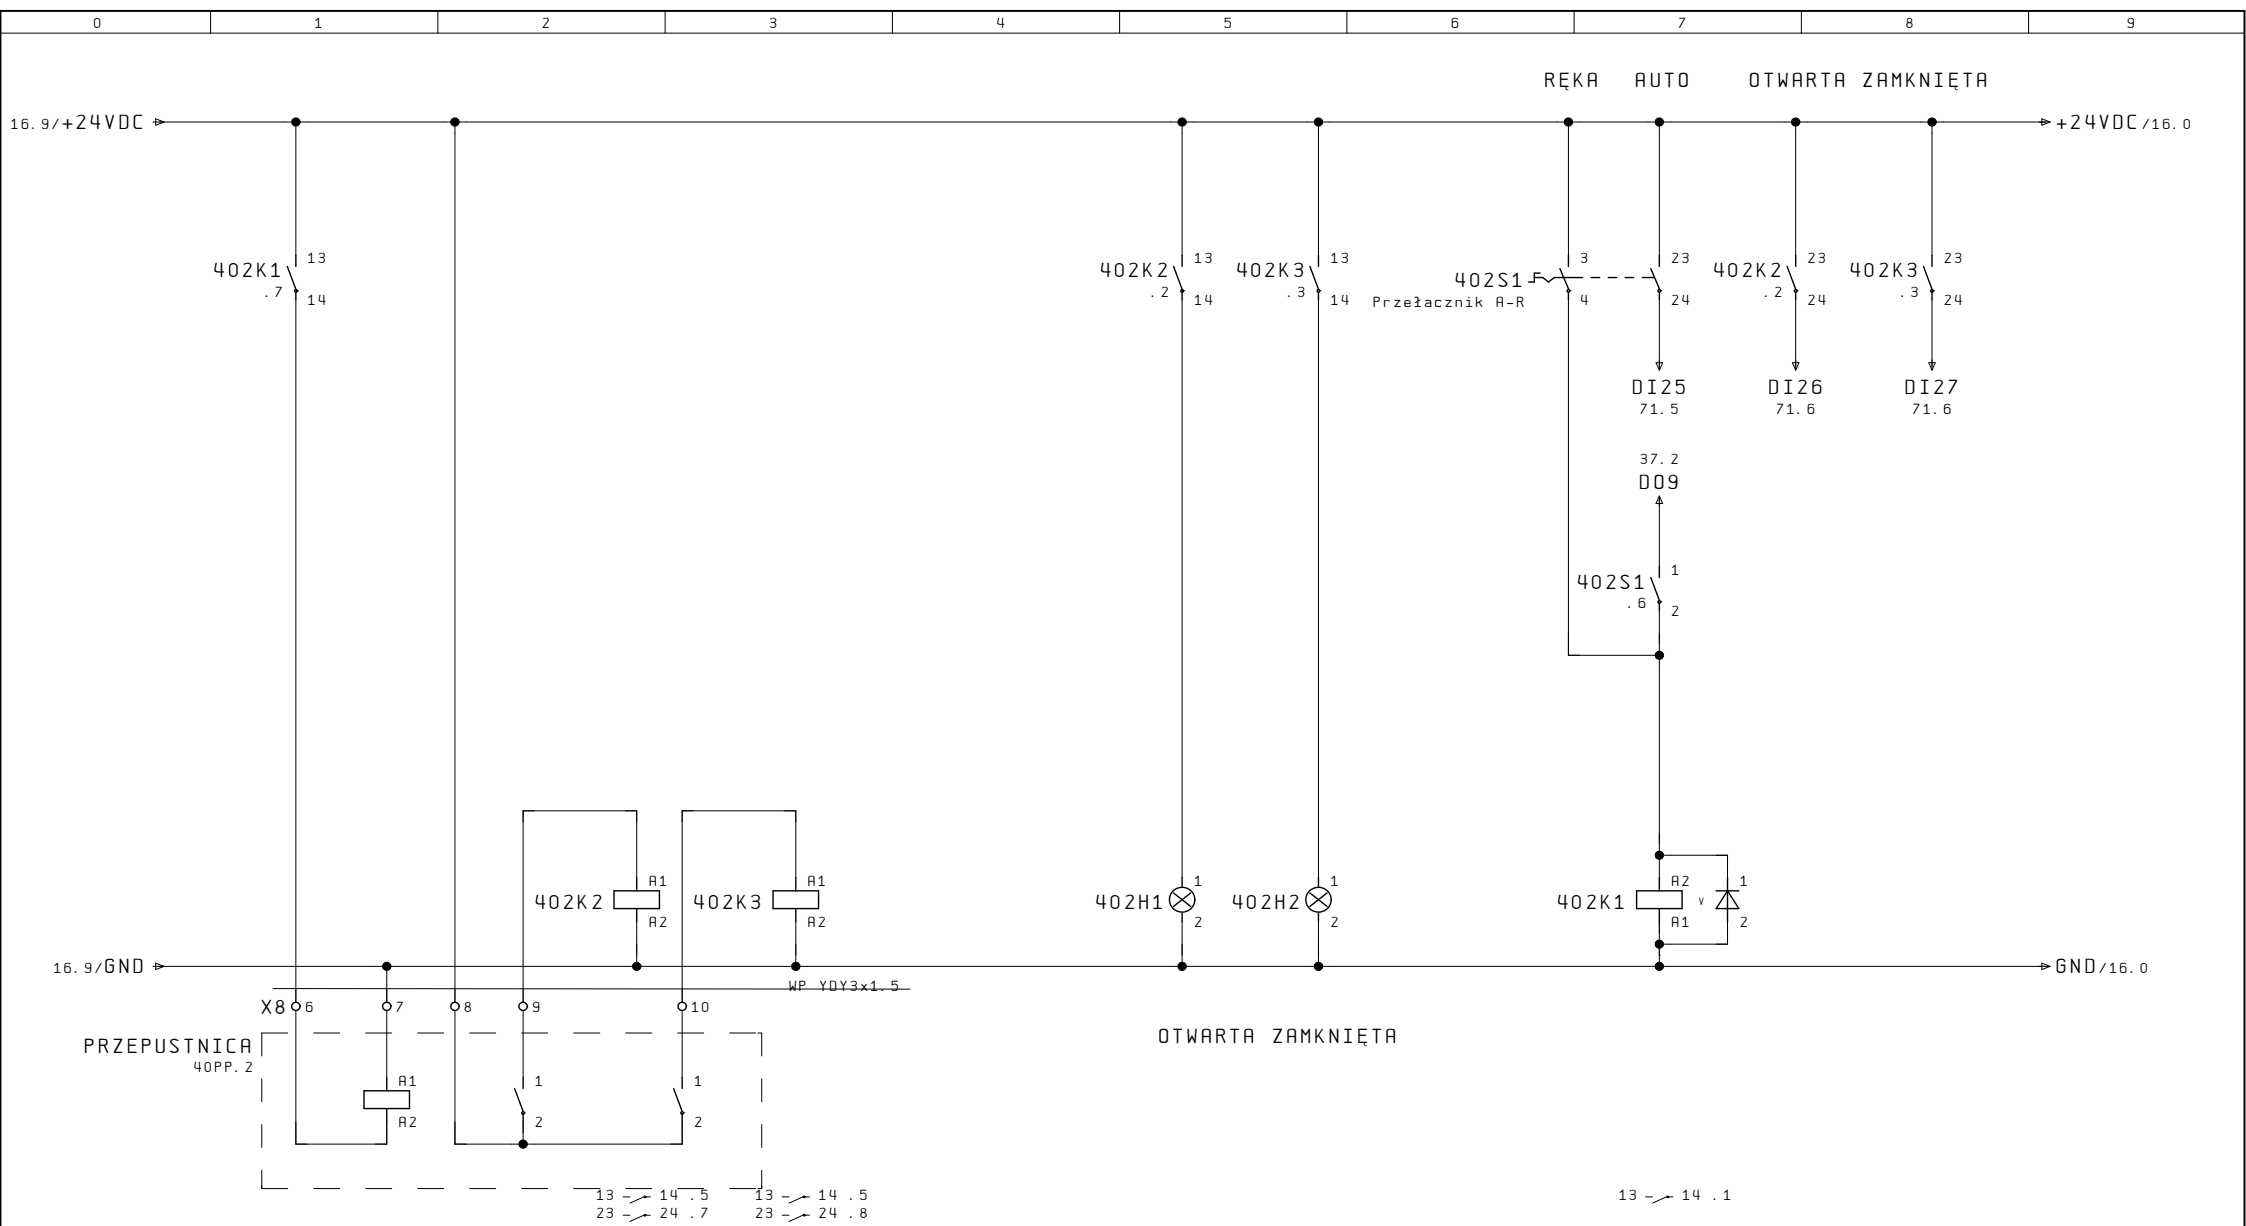 0 1 2 3 4 5 6 7 8 9
RĘKA AUTO OTWARTA ZAMKNIĘTA
16.9/+24VDC +24VDC/16.0
13 13 13 3 23 23 23
402K1 402K2 402K3 402S1 402K2 402K3
.7 .2 .3 .2 .3
14 14 14 Przełacznik A-R 4 24 24 24
DI25 DI26 DI27
71.5 71.6 71.6
37.2
DO9
1
402S1
.6 2
A1 A1 1 1 A2 1
402K2 402K3 402H1 402H2 402K1 v
A2 A2 2 2 A1 2
16.9/GND GND/16.0
WP YDY3x1.5
X8 6 7 8 9 10
OTWARTA ZAMKNIĘTA
PRZEPUSTNICA
40PP.2
A1 1 1
A2 2 2
13 14 .5 13 14 .5 13 14 .1
23 24 .7 23 24 .8